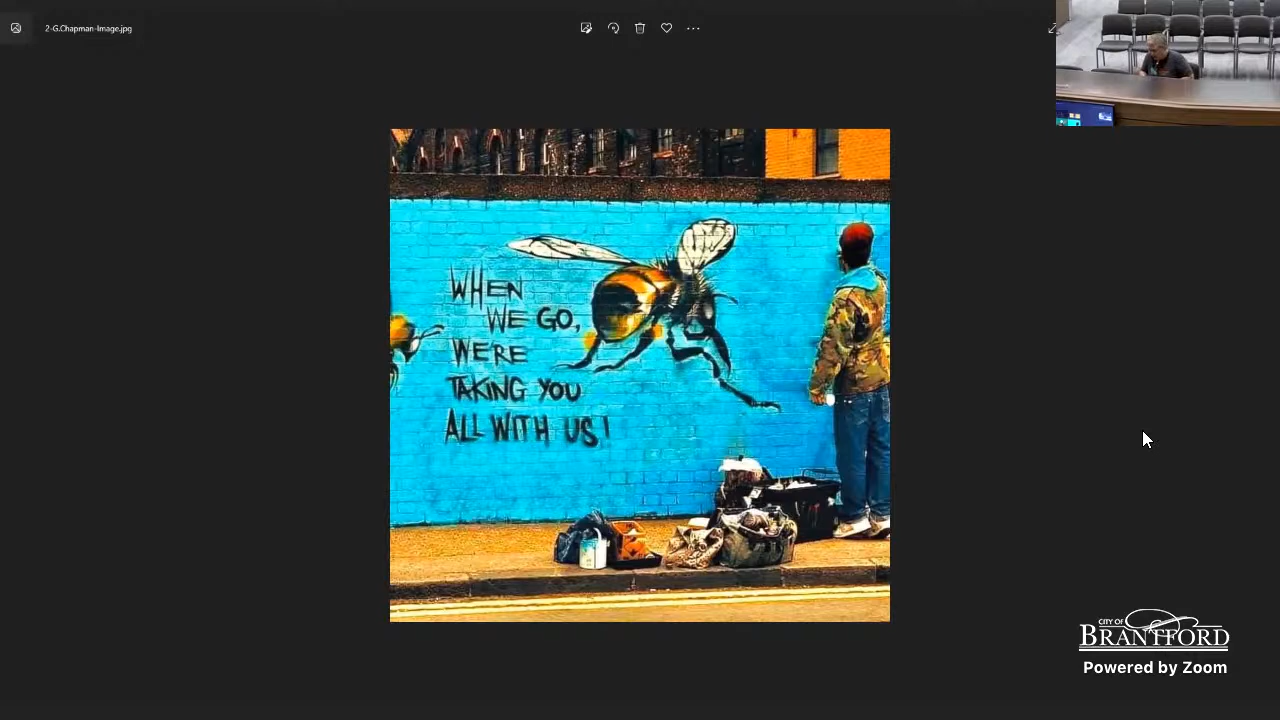 2-G.Chapman-Image.jpg
WHEN
WE GO,
WE'RE
TAKING YOU
ALL WITH US!
CITY OF
BRANTFORD
Powered by Zoom